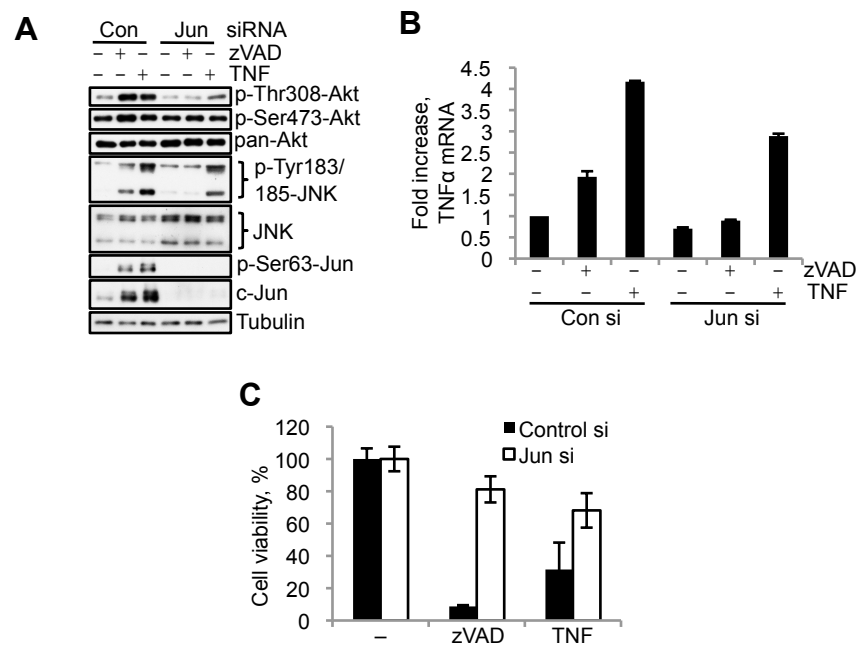 A
Con Jun siRNA
– + – – + – zVAD
– – + – – + TNF
p-Thr308-Akt
p-Ser473-Akt
pan-Akt
p-Tyr183/
185-JNK
JNK
p-Ser63-Jun
c-Jun
Tubulin
B
Fold increase,
TNFα mRNA
4.5
4
3.5
3
2.5
2
1.5
1
0.5
0
– + – – + – zVAD
– – + – – + TNF
Con si Jun si
C
Cell viability, %
120
100
80
60
40
20
0
Control si
Jun si
– zVAD TNF